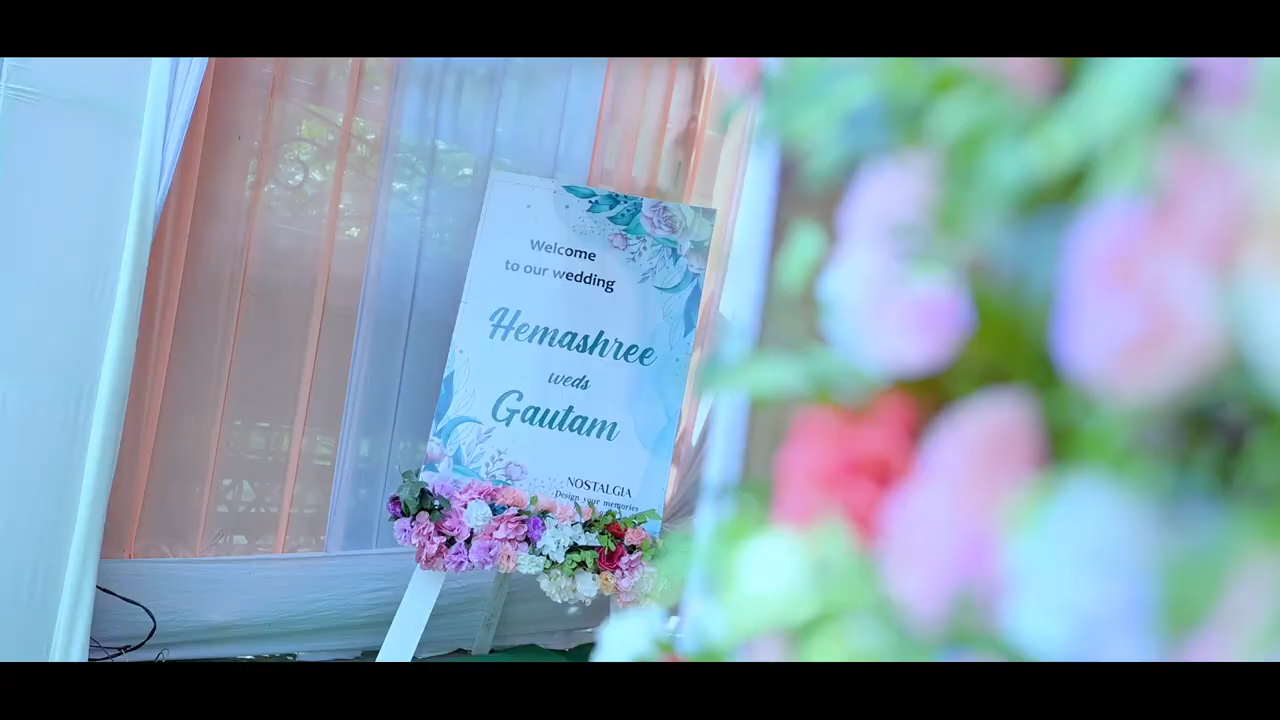 Welcome
to our wedding
Hemashree
weds
Gautam
NOSTALGIA
Design your memories